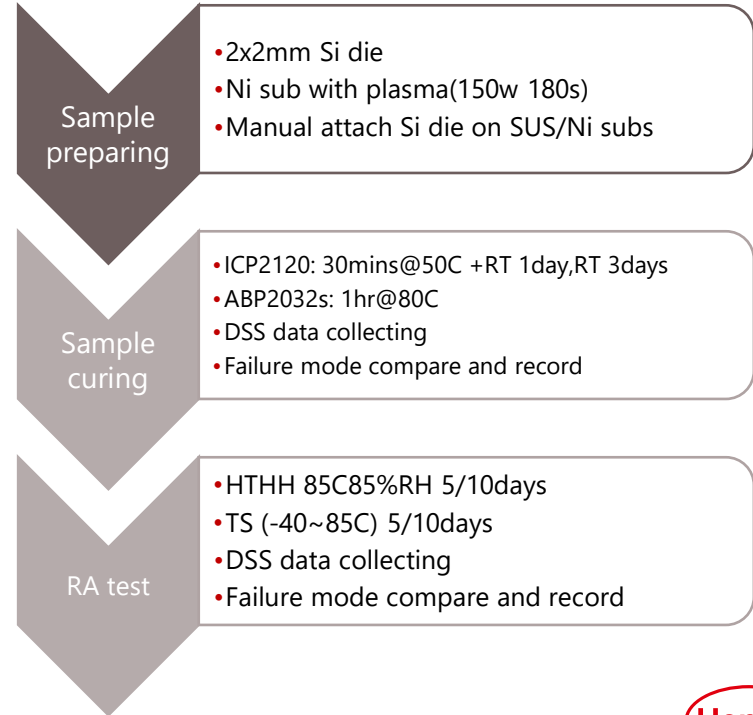 Sample
preparing
•2x2mm Si die
•Ni sub with plasma(150w 180s)
•Manual attach Si die on SUS/Ni subs
Sample
curing
•ICP2120: 30mins@50C +RT 1day,RT 3days
•ABP2032s: 1hr@80C
•DSS data collecting
•Failure mode compare and record
RA test
•HTHH 85C85%RH 5/10days
•TS (-40~85C) 5/10days
•DSS data collecting
•Failure mode compare and record